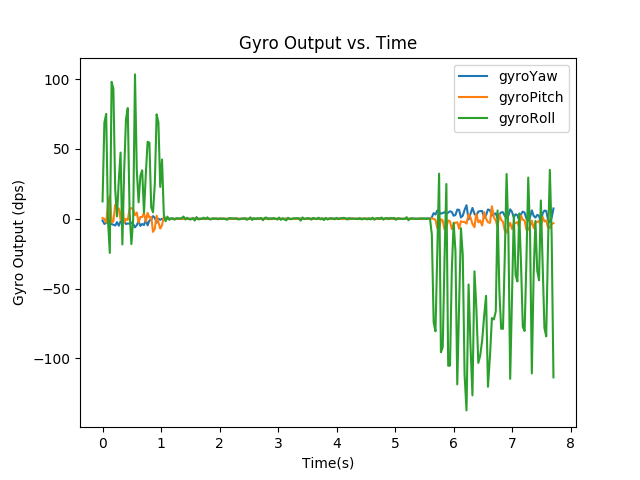 Gyro Output vs. Time
gyroYaw
gyroPitch
gyroRoll
Gyro Output (dps)
100
50
0
−50
−100
0 1 2 3 4 5 6 7 8
Time(s)